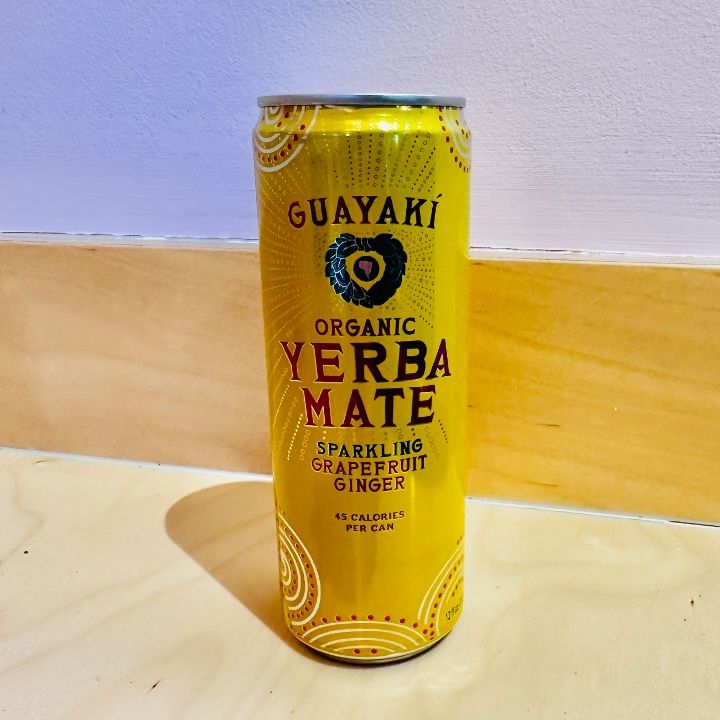 GUAYAKÍ
ORGANIC
YERBA
MATE
SPARKLING
GRAPEFRUIT
GINGER
45 CALORIES
PER CAN